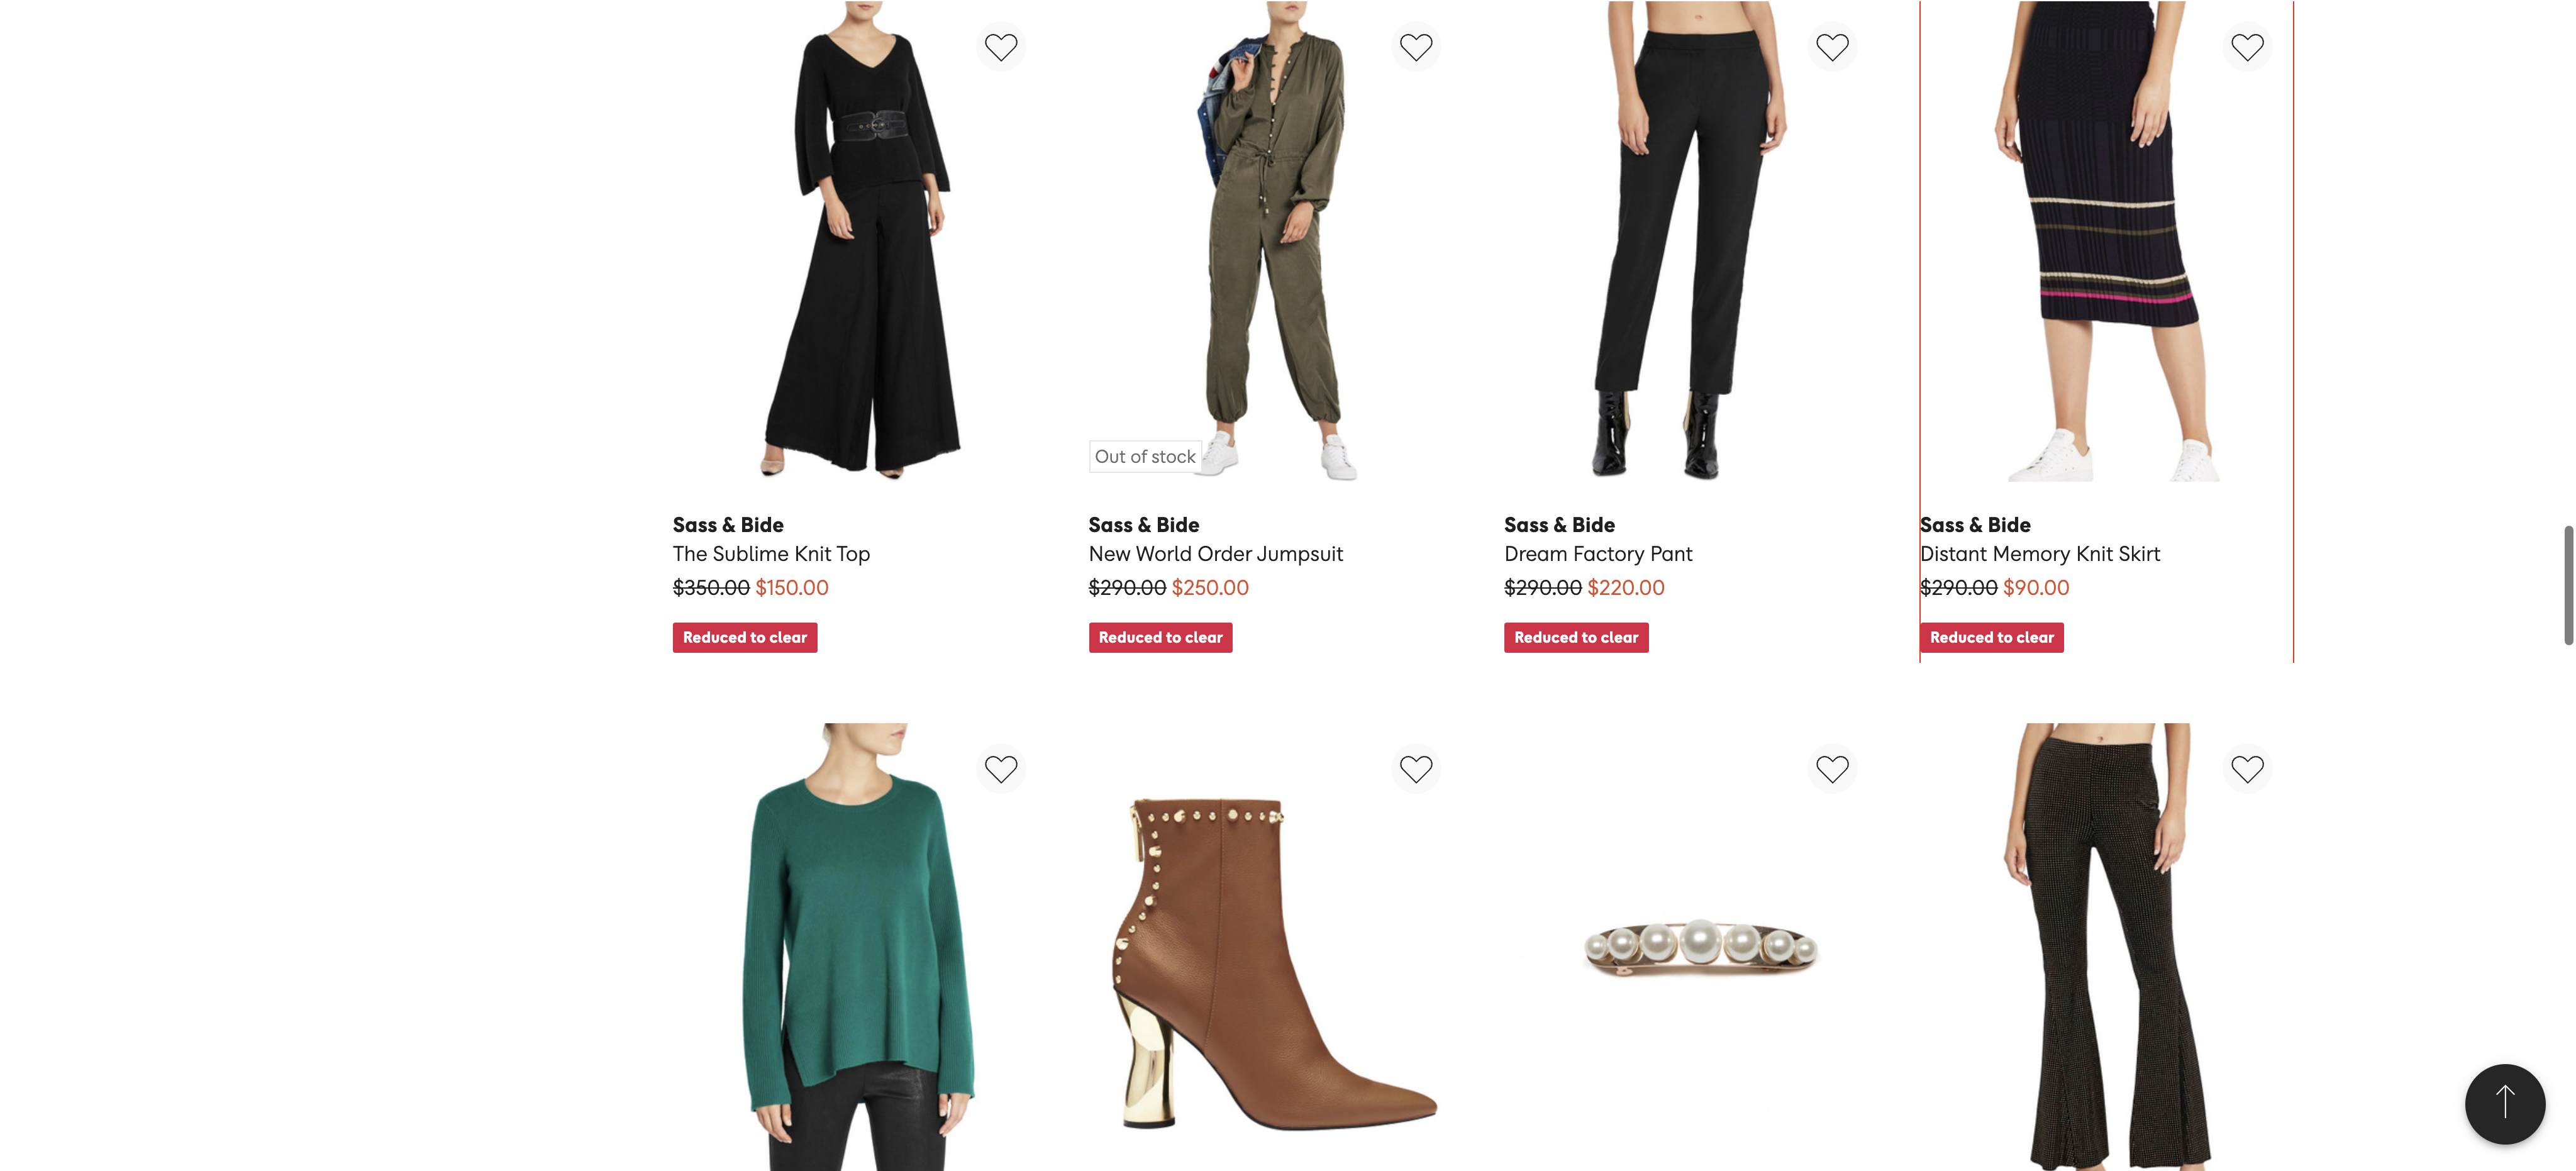 Out of stock
Sass & Bide
The Sublime Knit Top
$350.00 $150.00
Reduced to clear
Sass & Bide
New World Order Jumpsuit
$290.00 $250.00
Reduced to clear
Sass & Bide
Dream Factory Pant
$290.00 $220.00
Reduced to clear
Sass & Bide
Distant Memory Knit Skirt
$290.00 $90.00
Reduced to clear